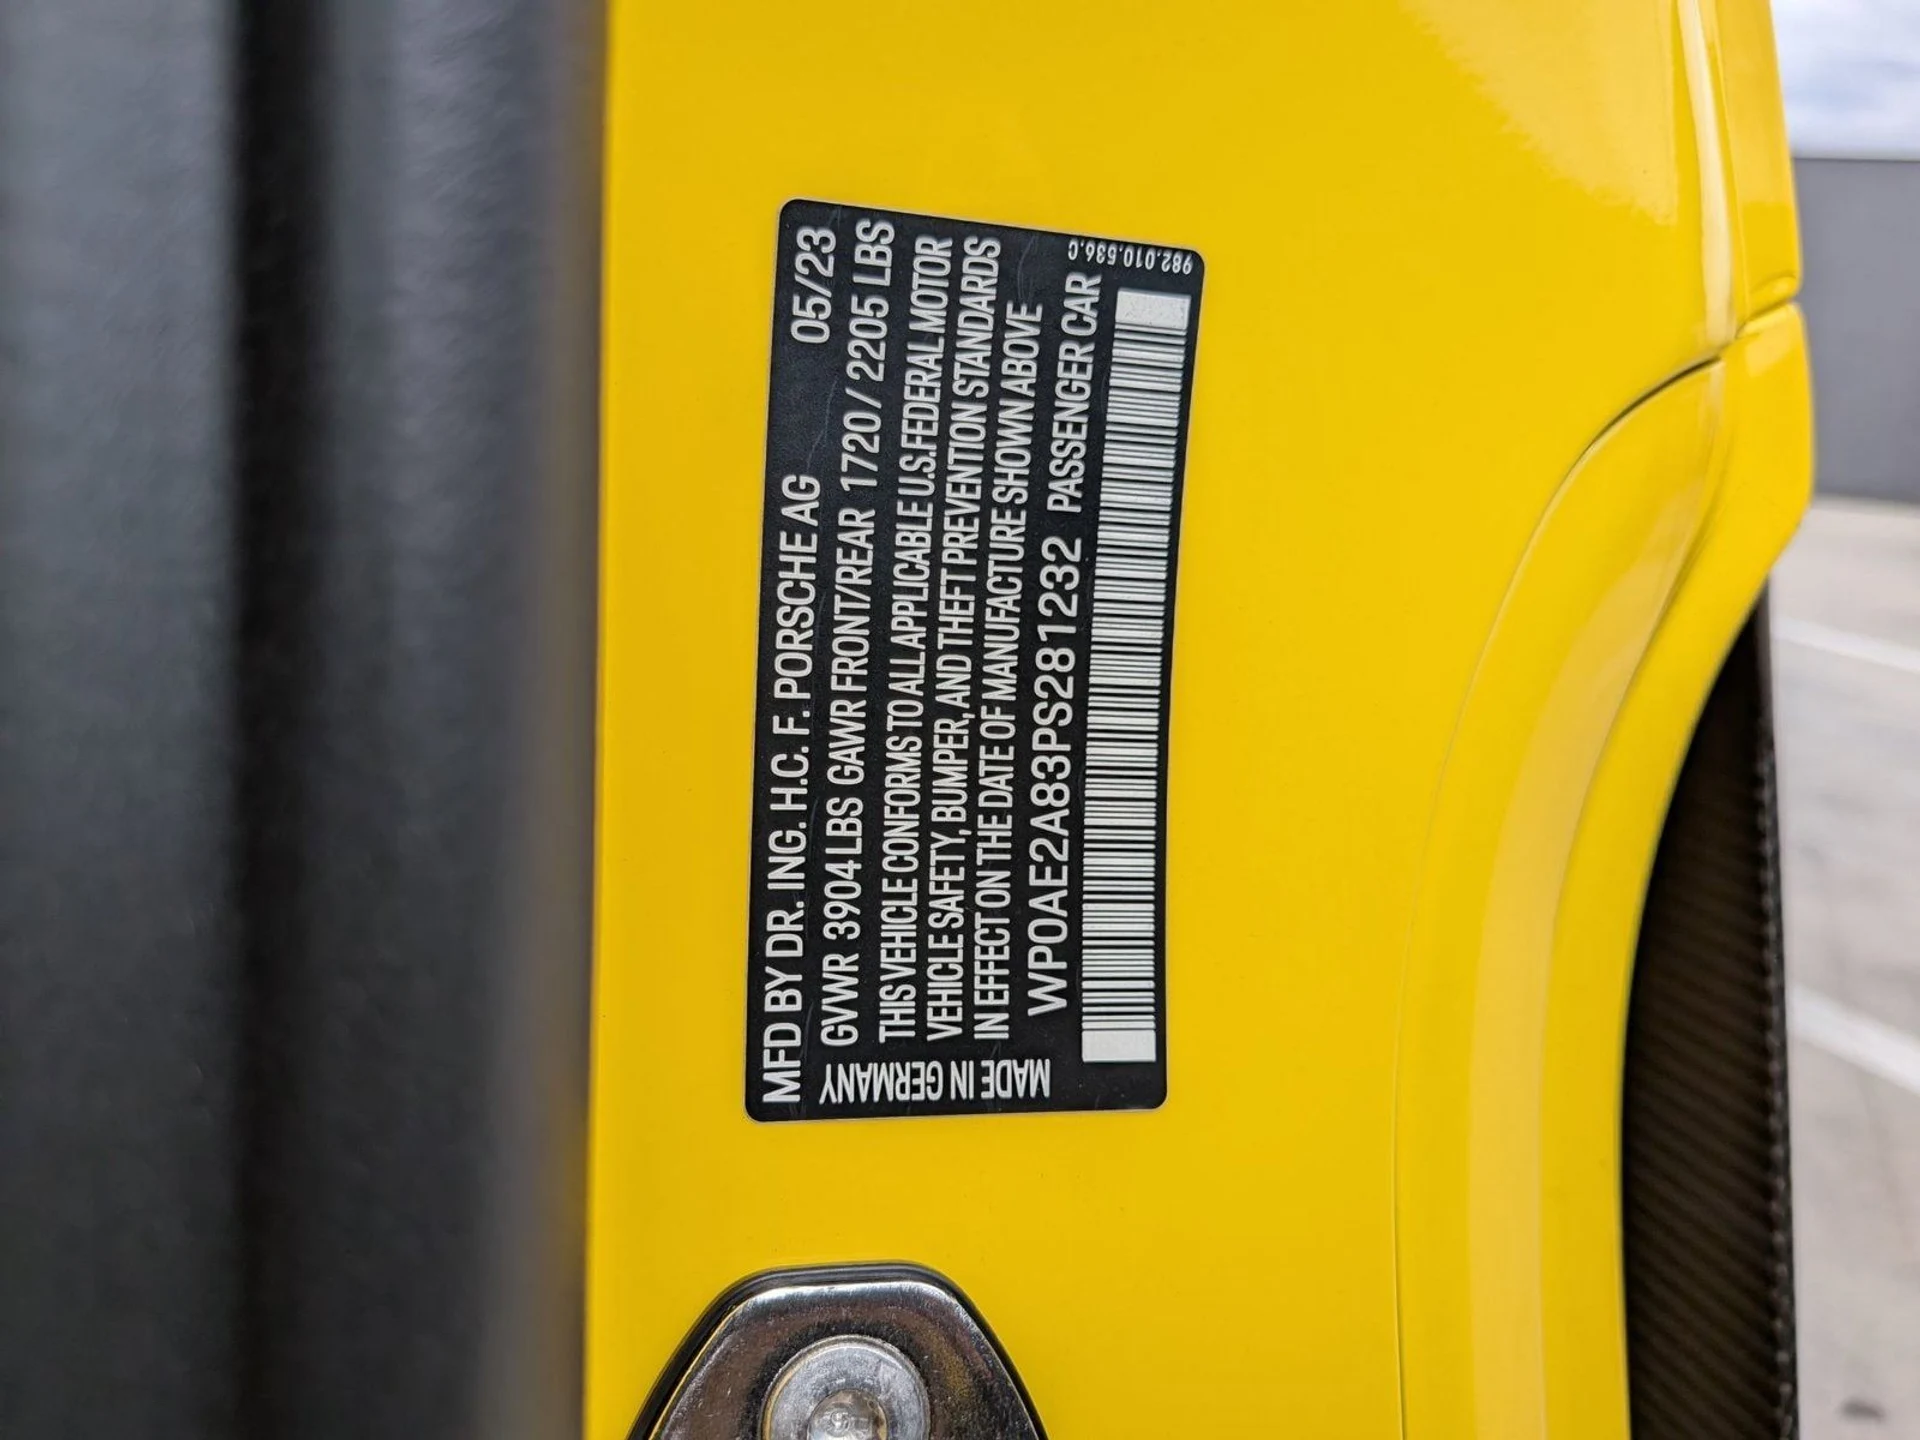 MFD BY DR. ING. H.C. F. PORSCHE AG 05/23
GVWR 3904 LBS GAWR FRONT/REAR 1720 / 2205 LBS
THIS VEHICLE CONFORMS TO ALL APPLICABLE U.S. FEDERAL MOTOR
VEHICLE SAFETY, BUMPER, AND THEFT PREVENTION STANDARDS
IN EFFECT ON THE DATE OF MANUFACTURE SHOWN ABOVE
WP0AE2A83PS281232 PASSENGER CAR
MADE IN GERMANY
982.010.536.C